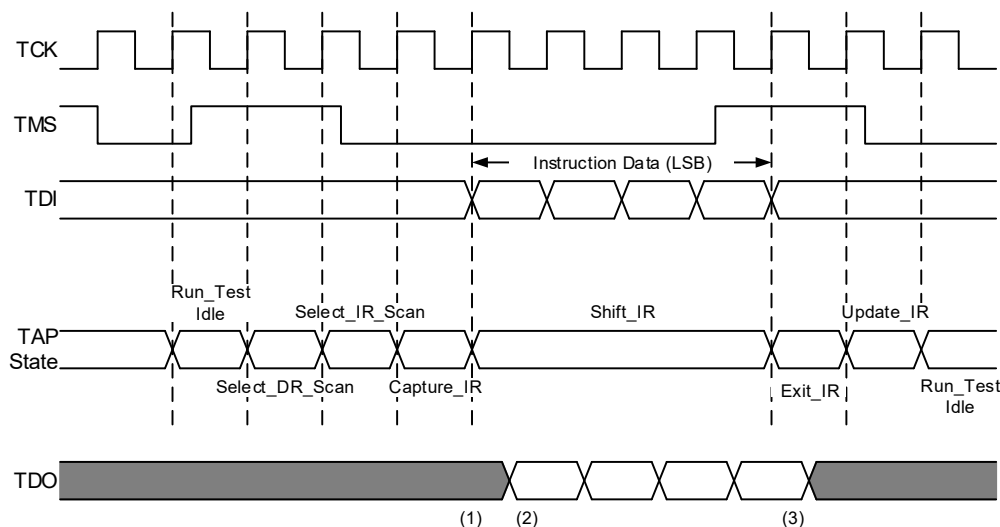 TCK
TMS
Instruction Data (LSB)
TDI
Run_Test
Idle
Select_IR_Scan
Shift_IR
Update_IR
TAP
State
Select_DR_Scan
Capture_IR
Exit_IR
Run_Test
Idle
TDO
(1)
(2)
(3)